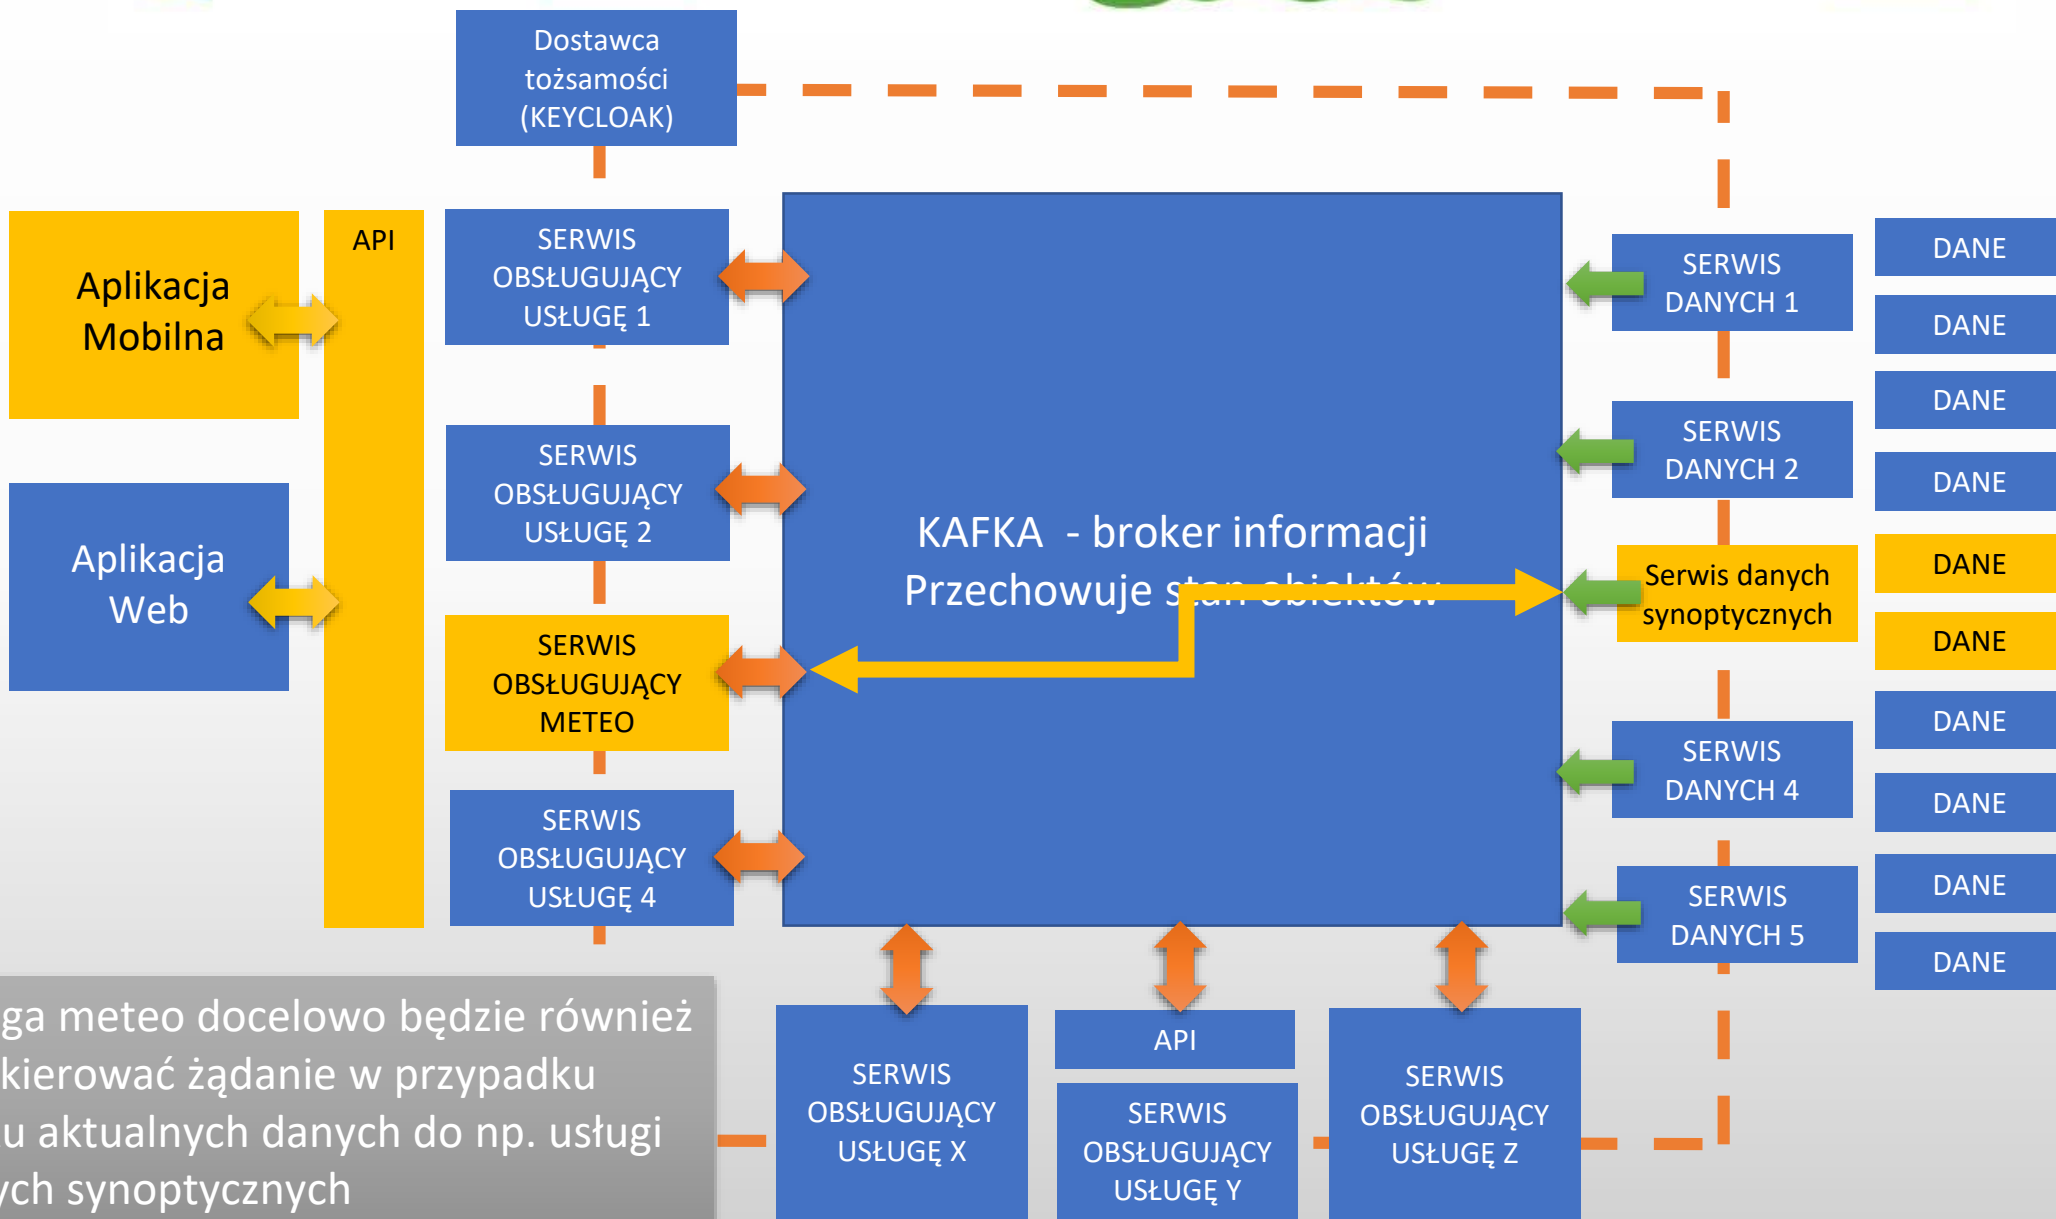 Dostawca
tożsamości
(KEYCLOAK)
Aplikacja
Mobilna
API
Aplikacja
Web
SERWIS
OBSŁUGUJĄCY
USŁUGĘ 1
SERWIS
OBSŁUGUJĄCY
USŁUGĘ 2
SERWIS
OBSŁUGUJĄCY
METEO
SERWIS
OBSŁUGUJĄCY
USŁUGĘ 4
KAFKA - broker informacji
Przechowuje stan obiektów
SERWIS
DANYCH 1
SERWIS
DANYCH 2
Serwis danych
synoptycznych
SERWIS
DANYCH 4
SERWIS
DANYCH 5
DANE
DANE
DANE
DANE
DANE
DANE
DANE
DANE
DANE
DANE
ga meteo docelowo będzie również
kierować żądanie w przypadku
u aktualnych danych do np. usługi
ych synoptycznych
SERWIS
OBSŁUGUJĄCY
USŁUGĘ X
API
SERWIS
OBSŁUGUJĄCY
USŁUGĘ Y
SERWIS
OBSŁUGUJĄCY
USŁUGĘ Z